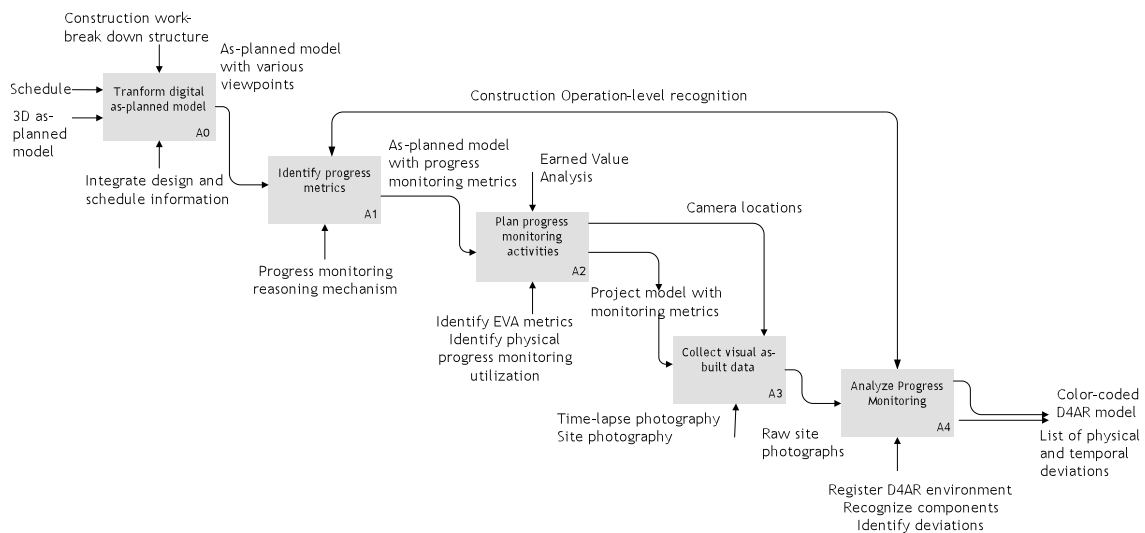 Construction work-
break down structure
As-planned model
with various
viewpoints
Schedule
3D as-
planned
model
Tranform digital
as-planned model
A0
Integrate design and
schedule information
Construction Operation-level recognition
Identify progress
metrics
A1
As-planned model
with progress
monitoring metrics
Progress monitoring
reasoning mechanism
Earned Value
Analysis
Plan progress
monitoring
activities
A2
Camera locations
Identify EVA metrics
Identify physical
progress monitoring
utilization
Project model with
monitoring metrics
Collect visual as-
built data
A3
Time-lapse photography
Site photography
Raw site
photographs
Analyze Progress
Monitoring
A4
Color-coded
D4AR model
List of physical
and temporal
deviations
Register D4AR environment
Recognize components
Identify deviations